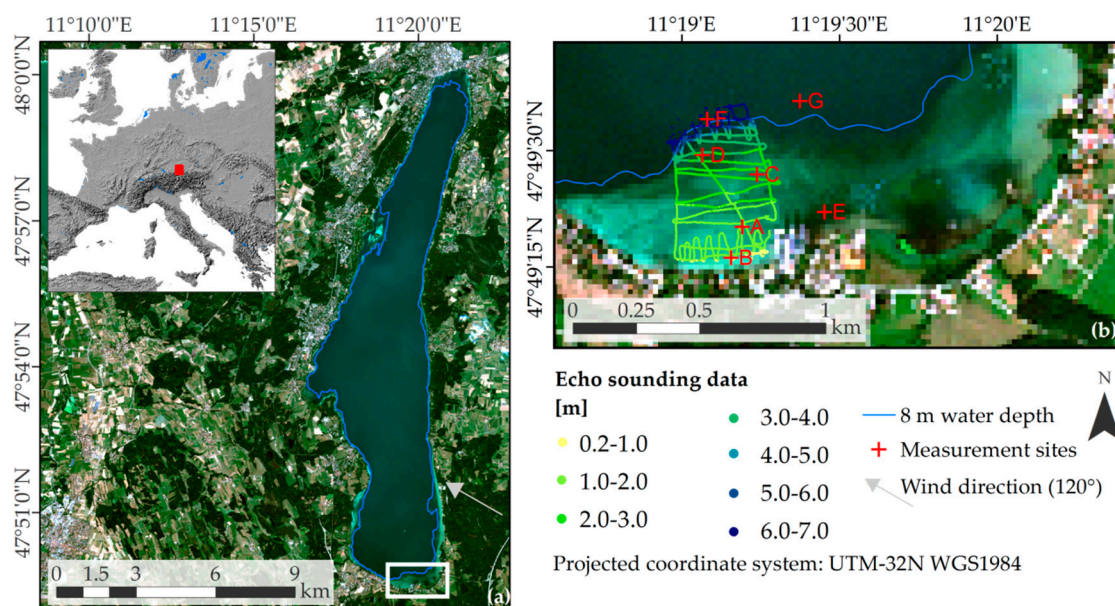 11°10'0"E 11°15'0"E 11°20'0"E
48°0'0"N
47°57'0"N
47°54'0"N
47°51'0"N
0 1.5 3 6 9
km
(a)
11°19'E 11°19'30"E 11°20'E
47°49'30"N
47°49'15"N
G
F
D
C
E
A
B
0 0.25 0.5 1
km
(b)
Echo sounding data
[m]
0.2-1.0
1.0-2.0
2.0-3.0
3.0-4.0
4.0-5.0
5.0-6.0
6.0-7.0
8 m water depth
Measurement sites
Wind direction (120°)
N
Projected coordinate system: UTM-32N WGS1984